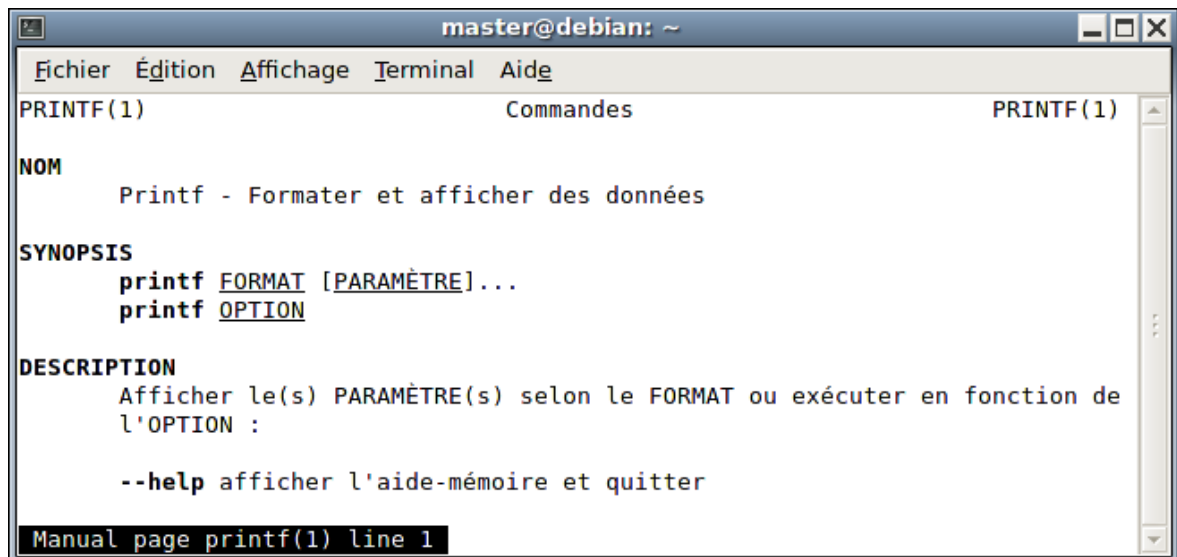 master@debian: ~
Fichier Édition Affichage Terminal Aide
PRINTF(1) Commandes PRINTF(1)
NOM
Printf - Formater et afficher des données
SYNOPSIS
printf FORMAT [PARAMÈTRE]...
printf OPTION
DESCRIPTION
Afficher le(s) PARAMÈTRE(s) selon le FORMAT ou exécuter en fonction de
l'OPTION :
--help afficher l'aide-mémoire et quitter
Manual page printf(1) line 1